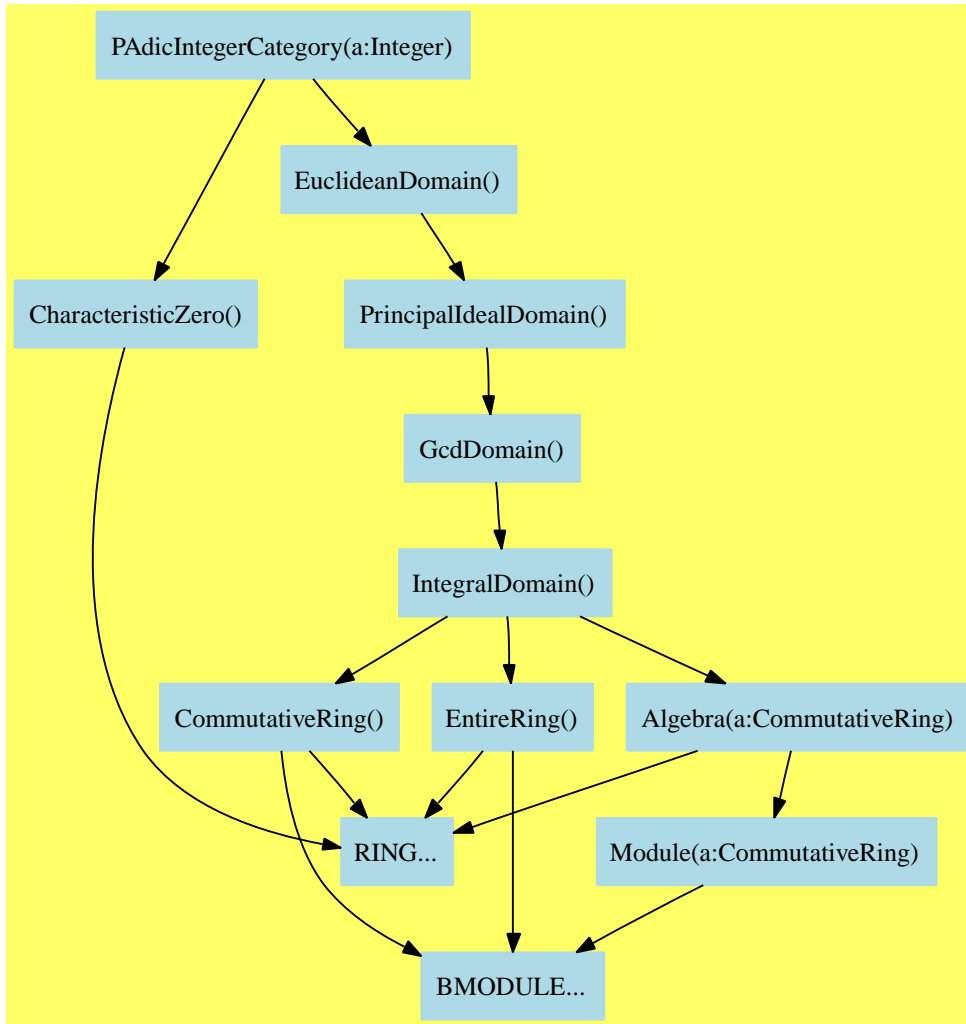 PAdicIntegerCategory(a:Integer)
EuclideanDomain()
CharacteristicZero()
PrincipalIdealDomain()
GcdDomain()
IntegralDomain()
CommutativeRing()
EntireRing()
Algebra(a:CommutativeRing)
RING...
Module(a:CommutativeRing)
BMODULE...